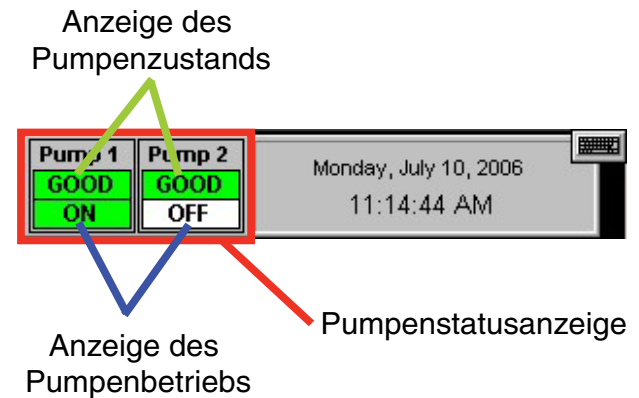 Anzeige des
Pumpenzustands
Pump 1 Pump 2
GOOD GOOD
ON OFF
Monday, July 10, 2006
11:14:44 AM
Pumpenstatusanzeige
Anzeige des
Pumpenbetriebs